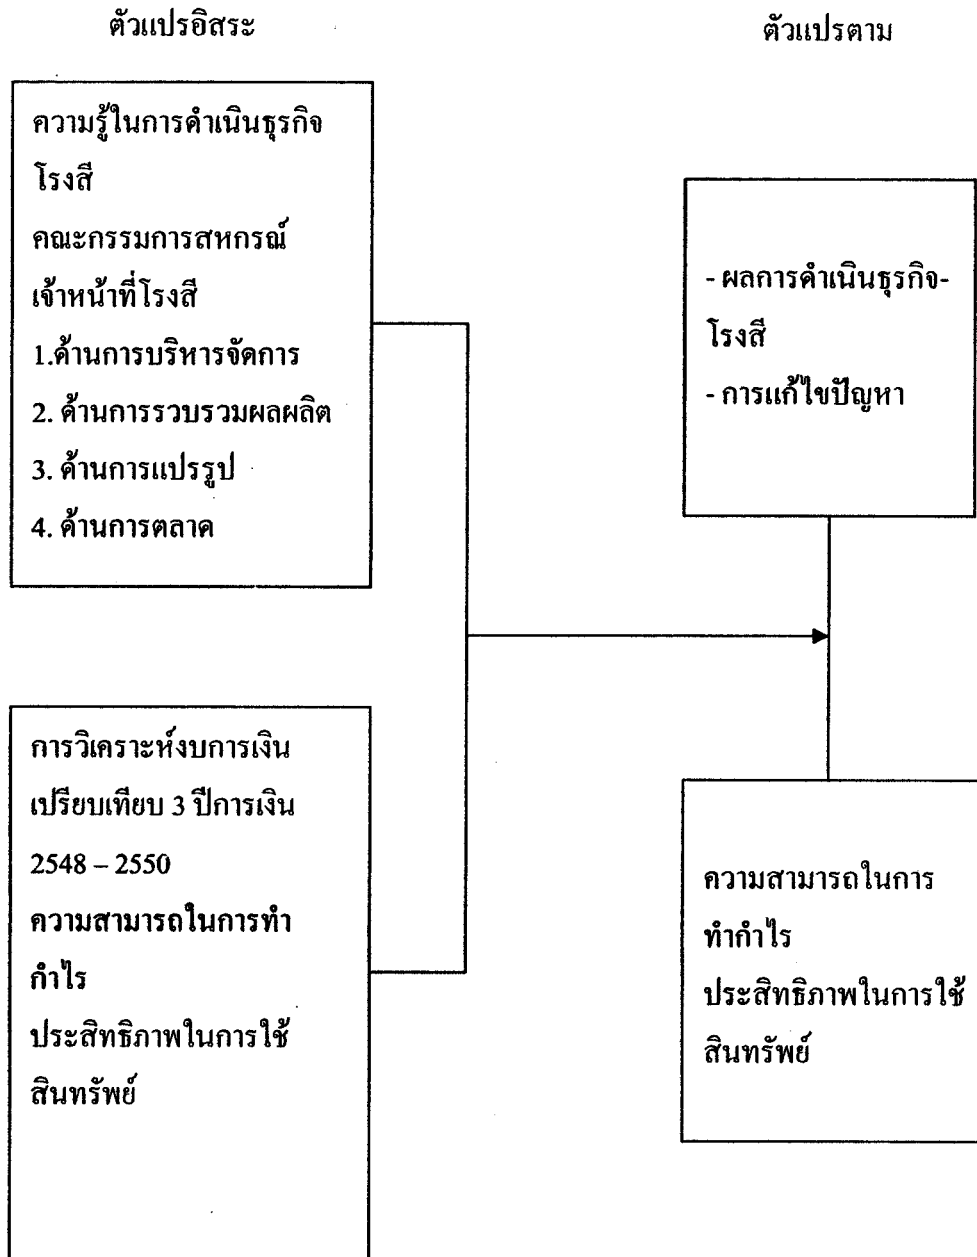 ตัวแปรอิสระ
ตัวแปรตาม
ความรู้ในการดำเนินธุรกิจ
โรงสี
คณะกรรมการสหกรณ์
เจ้าหน้าที่โรงสี
1.ด้านการบริหารจัดการ
2. ด้านการรวบรวมผลผลิต
3. ด้านการแปรรูป
4. ด้านการตลาด
- ผลการดำเนินธุรกิจ-
โรงสี
- การแก้ไขปัญหา
การวิเคราะห์งบการเงิน
เปรียบเทียบ 3 ปีการเงิน
2548 – 2550
ความสามารถในการทำ
กำไร
ประสิทธิภาพในการใช้
สินทรัพย์
ความสามารถในการ
ทำกำไร
ประสิทธิภาพในการใช้
สินทรัพย์